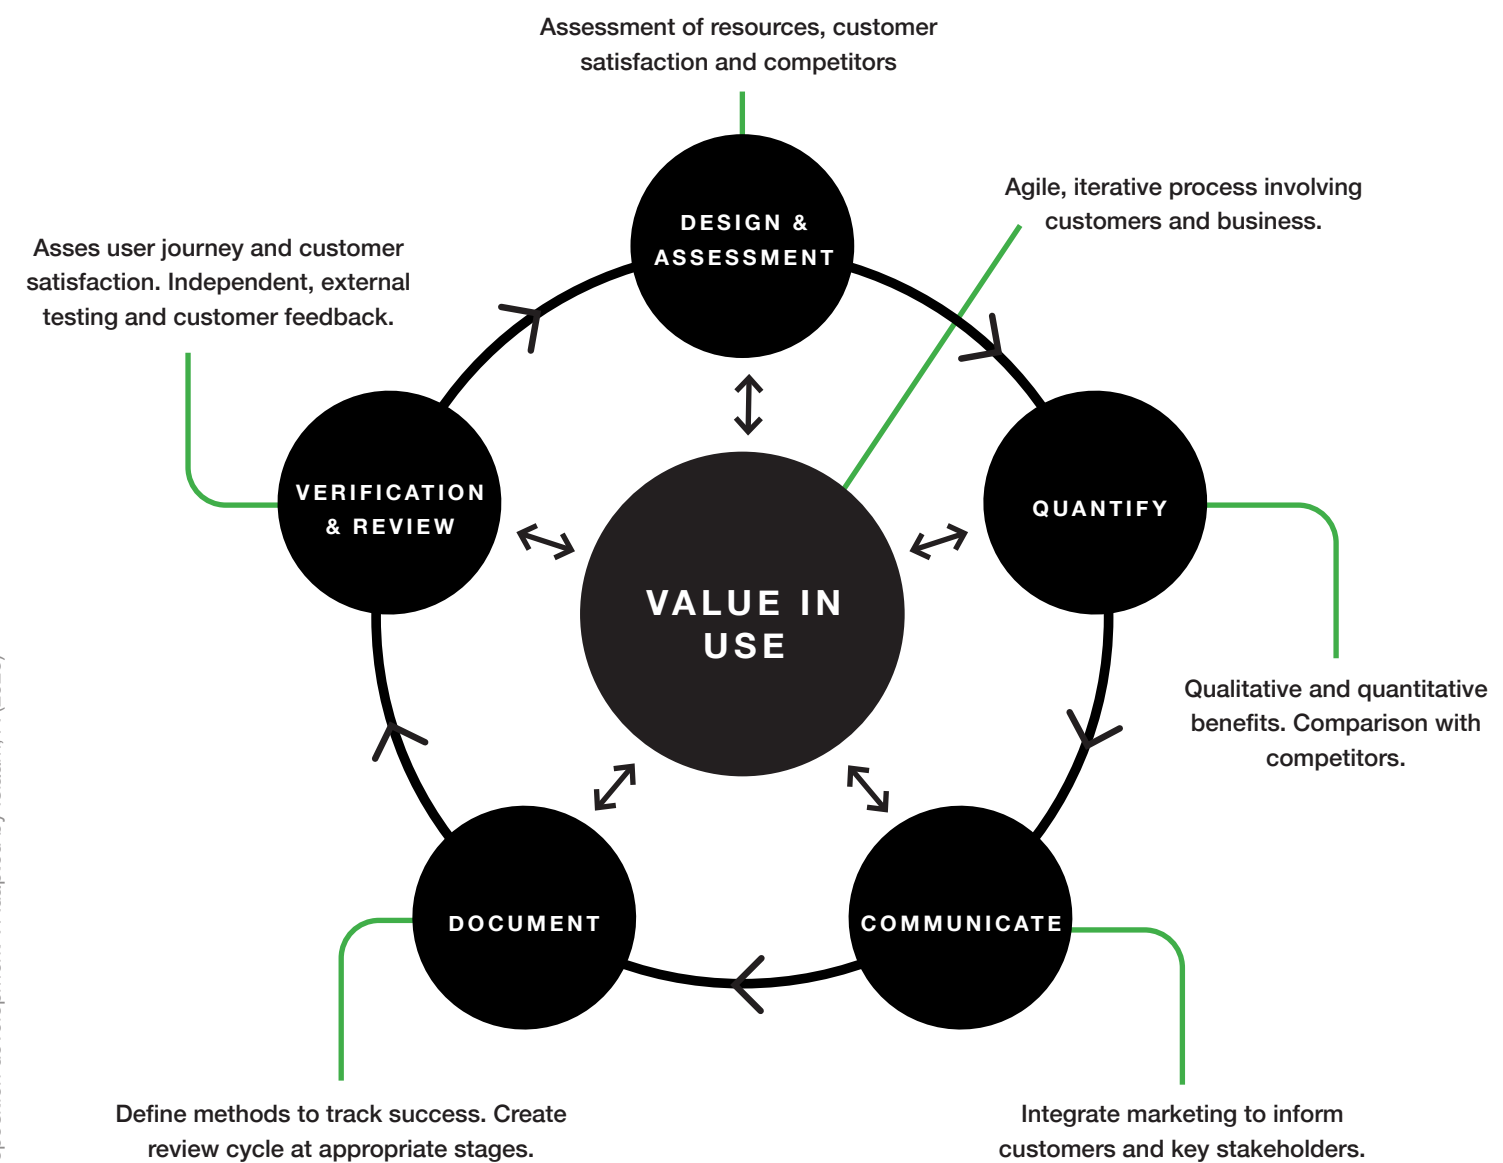 Assessment of resources, customer
satisfaction and competitors
Agile, iterative process involving
customers and business.
Asses user journey and customer
satisfaction. Independent, external
testing and customer feedback.
DESIGN &
ASSESSMENT
VERIFICATION
& REVIEW
QUANTIFY
VALUE IN
USE
Qualitative and quantitative
benefits. Comparison with
competitors.
DOCUMENT
COMMUNICATE
Define methods to track success. Create
review cycle at appropriate stages.
Integrate marketing to inform
customers and key stakeholders.